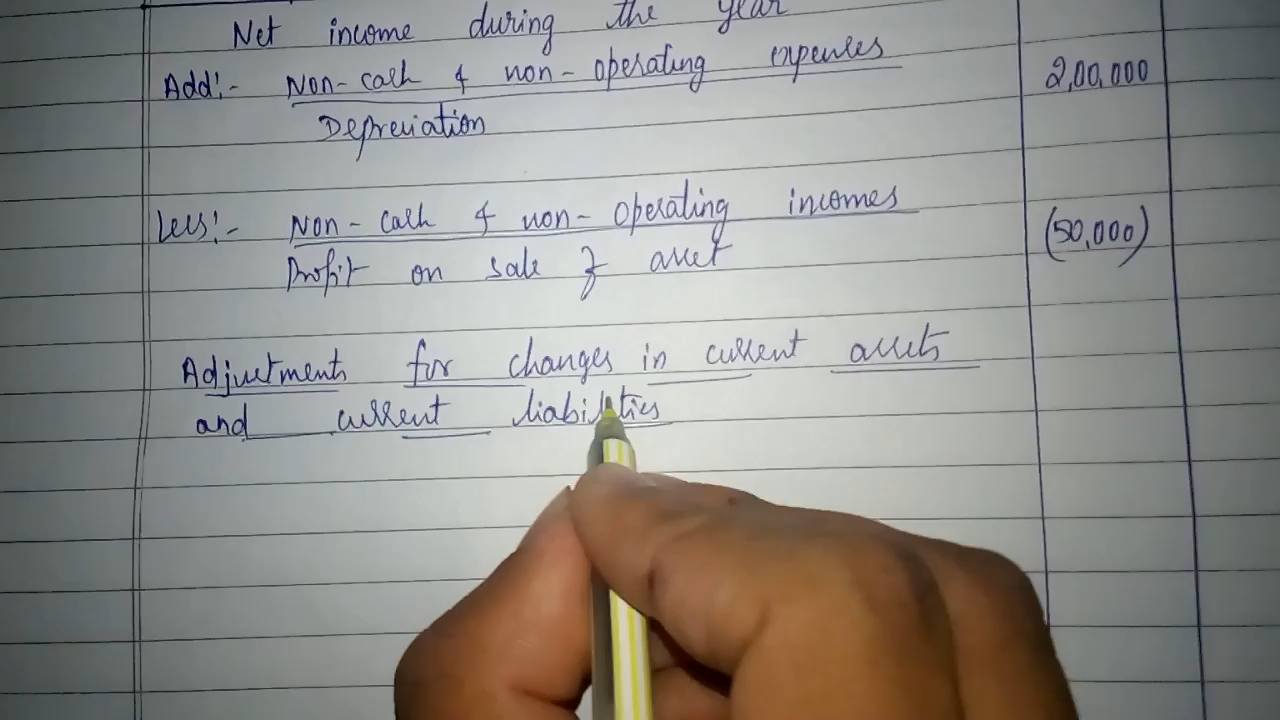 Net income during the year
Add:- Non-cash & non-operating expenses 2,00,000
Depreciation
Less:- Non-cash & non-operating incomes
Profit on sale of asset (50,000)
Adjustments for changes in current assets
and current liabilities